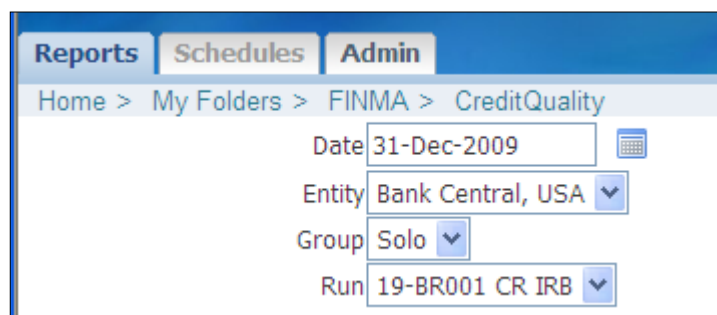 Reports Schedules Admin
Home > My Folders > FINMA > CreditQuality
Date 31-Dec-2009
Entity Bank Central, USA
Group Solo
Run 19-BR001 CR IRB